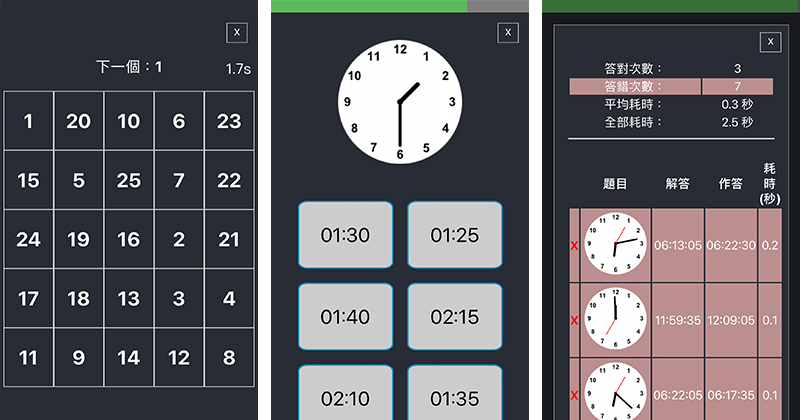 X
下一個：1
1.7s
1 20 10 6 23
15 5 25 7 22
24 19 16 2 21
17 18 13 3 4
11 9 14 12 8
X
12
11 1
10 2
9 3
8 4
7 5
6
01:30 01:25
01:40 02:15
02:10 01:35
X
答對次數： 3
答錯次數： 7
平均耗時： 0.3 秒
全部耗時： 2.5 秒
題目 解答 作答 耗時(秒)
X 06:13:05 06:22:30 0.2
X 11:59:35 12:09:05 0.1
X 06:22:05 06:17:35 0.1